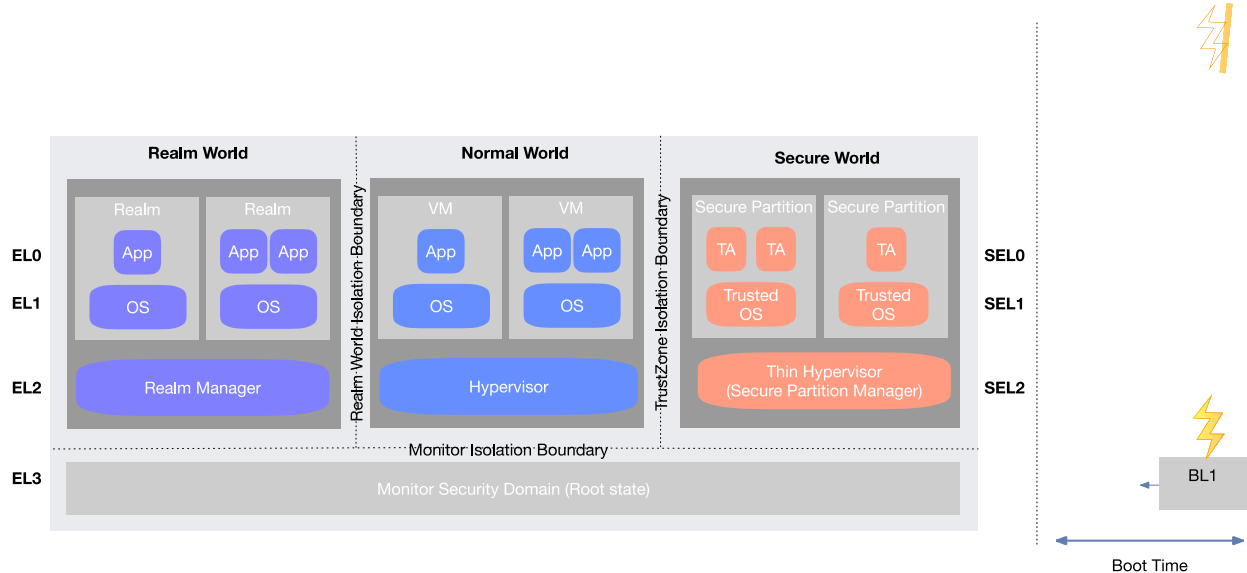 Realm World
Normal World
Secure World
Realm
Realm
VM
VM
Secure Partition
Secure Partition
EL0
App
App
App
App
App
App
TA
TA
TA
SEL0
EL1
OS
OS
OS
OS
Trusted
OS
Trusted
OS
SEL1
EL2
Realm Manager
Realm World Isolation Boundary
Hypervisor
TrustZone Isolation Boundary
Thin Hypervisor
(Secure Partition Manager)
SEL2
Monitor Isolation Boundary
EL3
Monitor Security Domain (Root state)
BL1
Boot Time